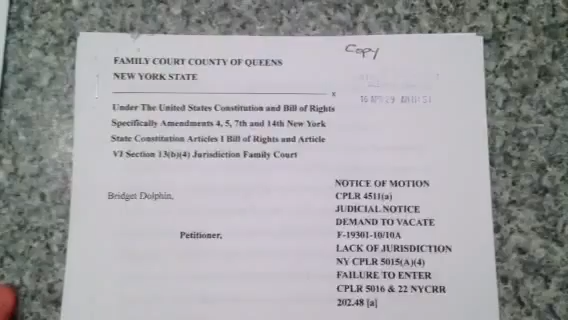 Copy
FAMILY COURT COUNTY OF QUEENS
NEW YORK STATE
x
Under The United States Constitution and Bill of Rights
Specifically Amendments 4, 5, 7th and 14th New York
State Constitution Articles I Bill of Rights and Article
VI Section 13(b)(4) Jurisdiction Family Court
Bridget Dolphin,
Petitioner,
NOTICE OF MOTION
CPLR 4511(a)
JUDICIAL NOTICE
DEMAND TO VACATE
F-19301-10/10A
LACK OF JURISDICTION
NY CPLR 5015(A)(4)
FAILURE TO ENTER
CPLR 5016 & 22 NYCRR
202.48 [a]